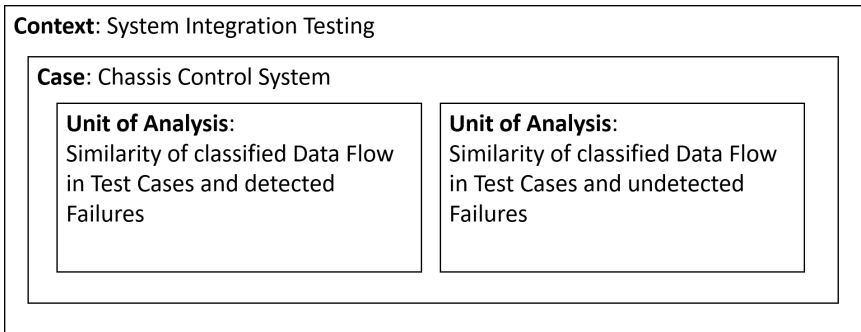 Context: System Integration Testing
Case: Chassis Control System
Unit of Analysis:
Similarity of classified Data Flow
in Test Cases and detected
Failures
Unit of Analysis:
Similarity of classified Data Flow
in Test Cases and undetected
Failures